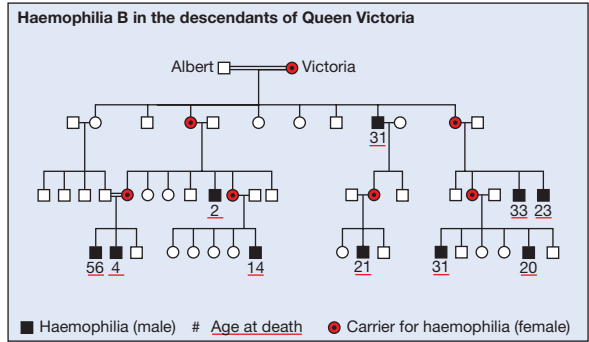 Haemophilia B in the descendants of Queen Victoria
Albert Victoria
31
2 33 23
56 4 14 21 31 20
Haemophilia (male) # Age at death Carrier for haemophilia (female)